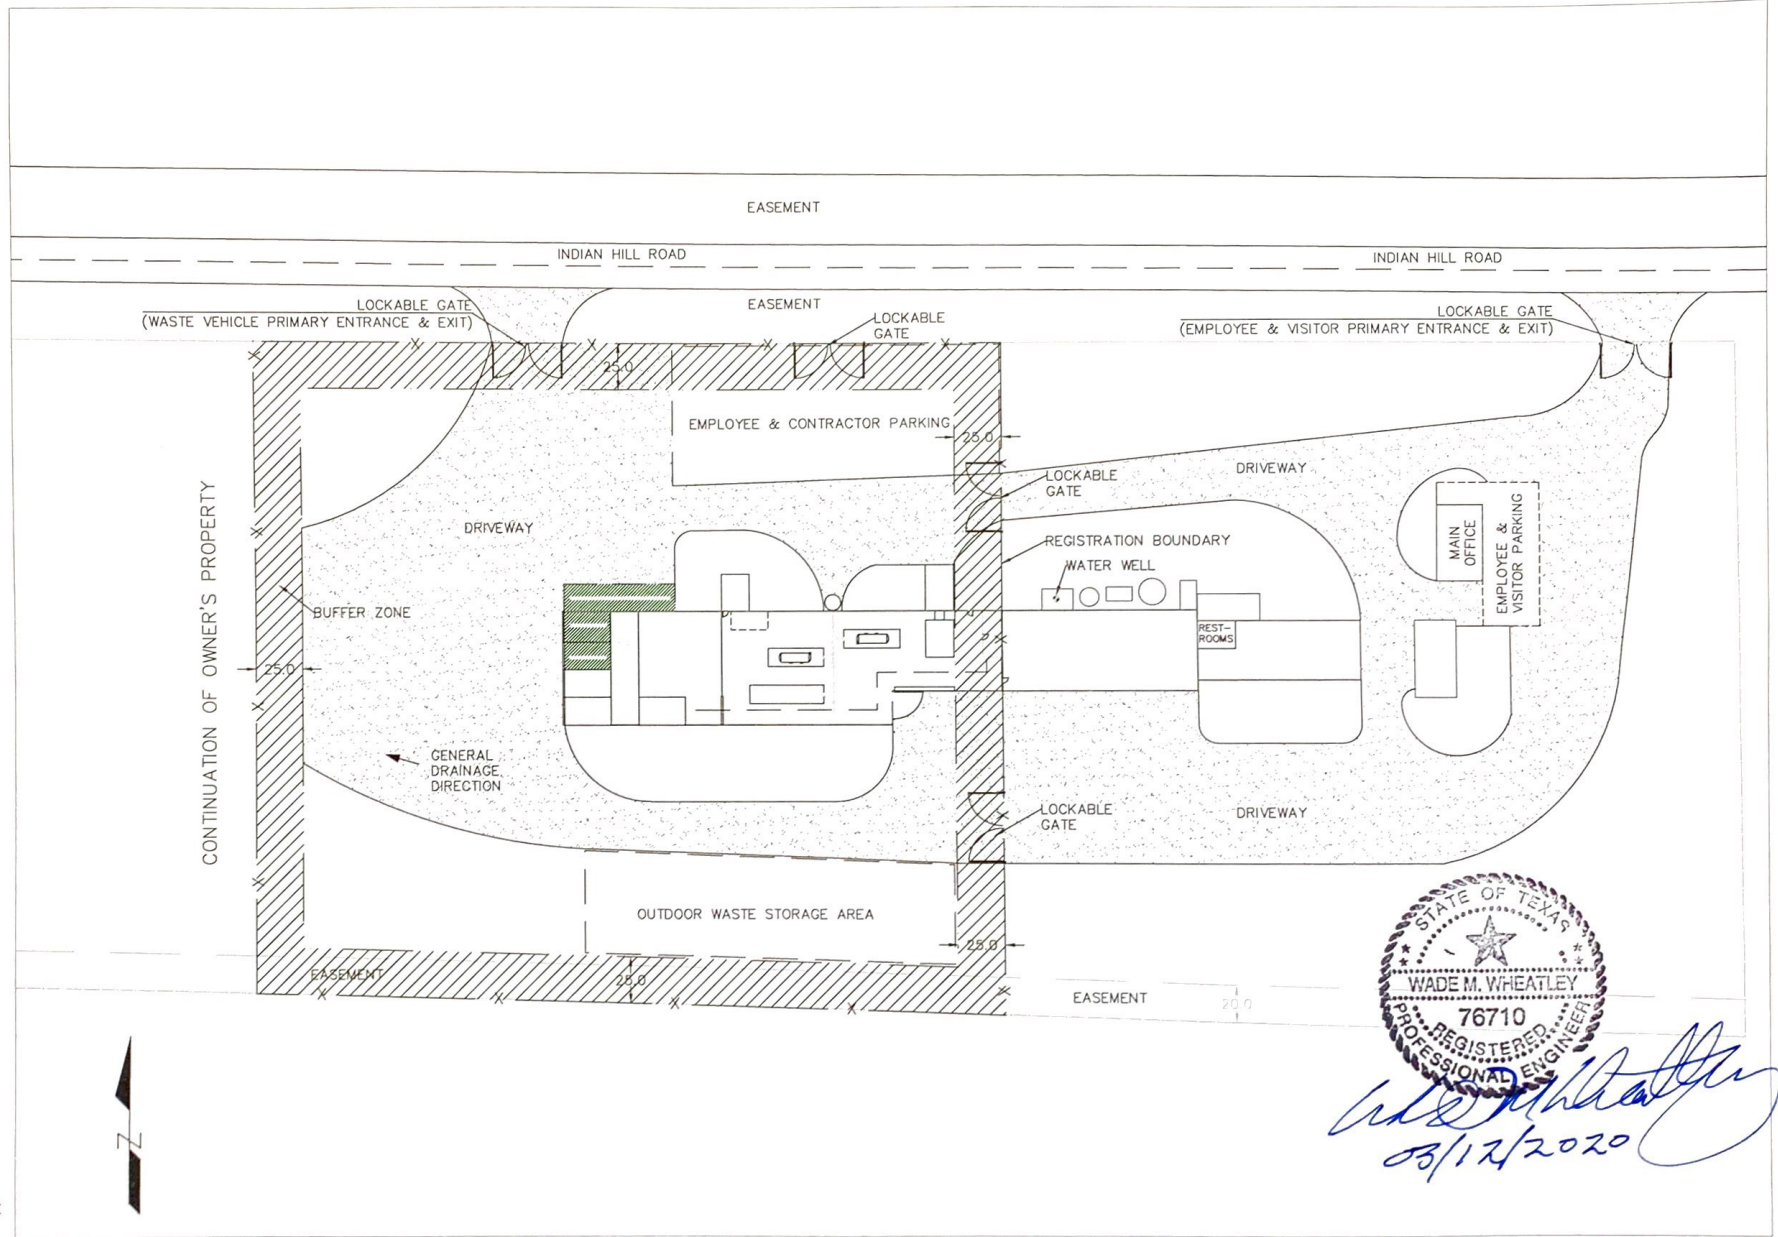 EASEMENT
INDIAN HILL ROAD
INDIAN HILL ROAD
LOCKABLE GATE
(WASTE VEHICLE PRIMARY ENTRANCE & EXIT)
EASEMENT
LOCKABLE
GATE
LOCKABLE GATE
(EMPLOYEE & VISITOR PRIMARY ENTRANCE & EXIT)
25.0
EMPLOYEE & CONTRACTOR PARKING
25.0
LOCKABLE
GATE
DRIVEWAY
DRIVEWAY
REGISTRATION BOUNDARY
WATER WELL
MAIN
OFFICE
EMPLOYEE &
VISITOR PARKING
CONTINUATION OF OWNER'S PROPERTY
BUFFER ZONE
REST-
ROOMS
25.0
GENERAL
DRAINAGE
DIRECTION
LOCKABLE
GATE
DRIVEWAY
OUTDOOR WASTE STORAGE AREA
25.0
EASEMENT
25.0
EASEMENT
20.0
STATE OF TEXAS
WADE M. WHEATLEY
76710
REGISTERED
PROFESSIONAL ENGINEER
Wade M Wheatley
03/12/2020
N